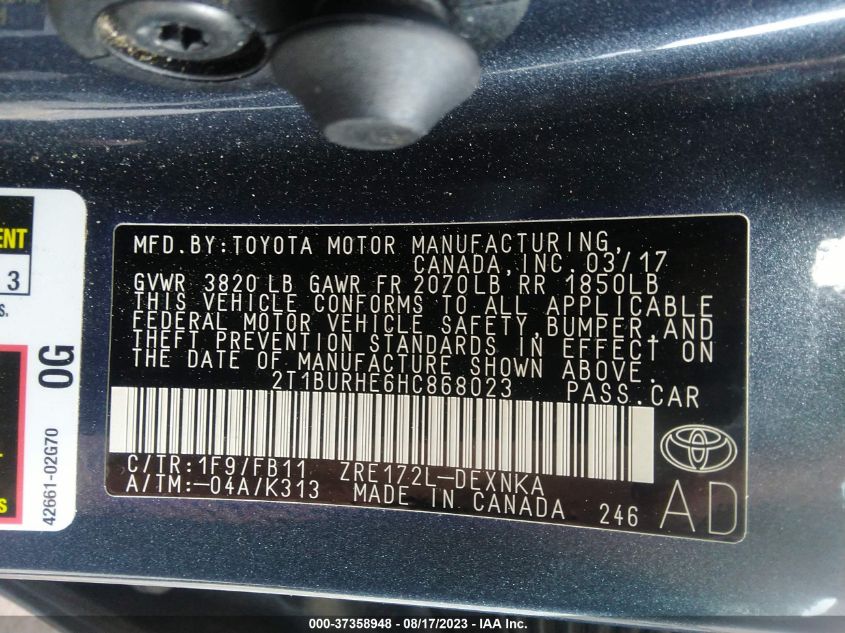 ENT
3
s.
0G
42661-02G70
s
MFD.BY:TOYOTA MOTOR MANUFACTURING,
CANADA,INC. 03/17
GVWR 3820 LB GAWR FR 2070LB RR 1850LB
THIS VEHICLE CONFORMS TO ALL APPLICABLE
FEDERAL MOTOR VEHICLE SAFETY,BUMPER,AND
THEFT PREVENTION STANDARDS IN EFFECT ON
THE DATE OF MANUFACTURE SHOWN ABOVE.
2T1BURHE6HC868023 PASS.CAR
C/TR:1F9/FB11 ZRE172L-DEXNKA
A/TM:-04A/K313 MADE IN CANADA 246
AD
000-37358948 - 08/17/2023 - IAA Inc.